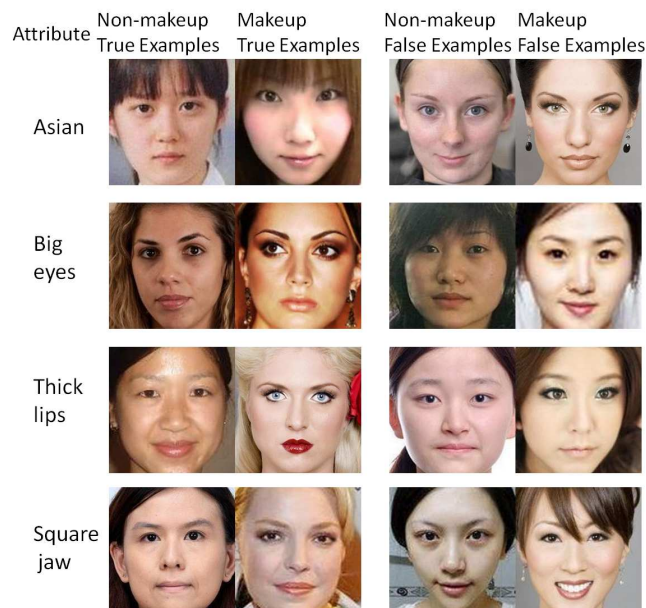 Attribute
Non-makeup
True Examples
Makeup
True Examples
Non-makeup
False Examples
Makeup
False Examples
Asian
Big
eyes
Thick
lips
Square
jaw